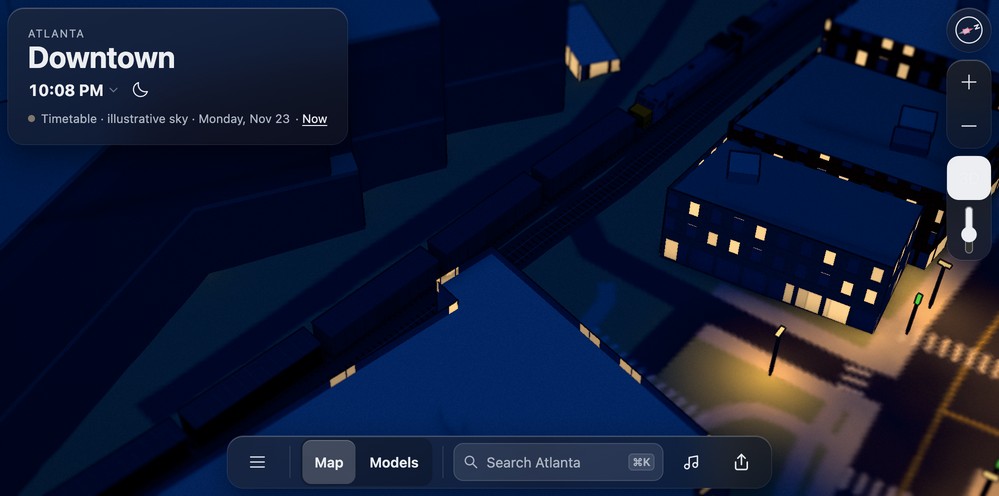 ATLANTA
Downtown
10:08 PM
Timetable · illustrative sky · Monday, Nov 23 · Now
z
Map
Models
Search Atlanta
⌘K